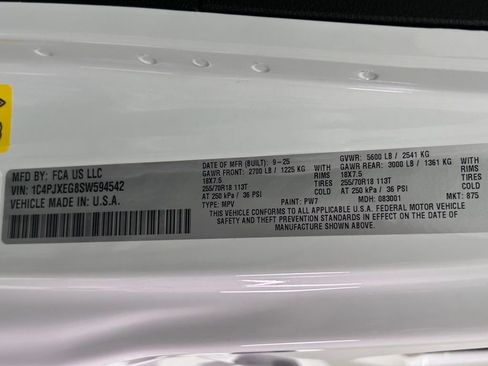 MFD BY: FCA US LLC
VIN: 1C4PJXEG8SW594542
VEHICLE MADE IN: U.S.A.
DATE OF MFR (BUILT): 9-25
GAWR FRONT: 2700 LB / 1225 KG WITH
18X7.5 RIMS
255/70R18 113T TIRES
AT 250 kPa / 36 PSI COLD
GVWR: 5600 LB / 2541 KG
GAWR REAR: 3000 LB / 1361 KG WITH
18X7.5 RIMS
255/70R18 113T TIRES
AT 250 kPa / 36 PSI COLD
THIS VEHICLE CONFORMS TO ALL APPLICABLE U.S.A. FEDERAL MOTOR VEHICLE
SAFETY AND THEFT PREVENTION STANDARDS IN EFFECT ON THE DATE OF
MANUFACTURE SHOWN ABOVE.
TYPE: MPV PAINT: PW7 MDH: 083001 MKT: 875